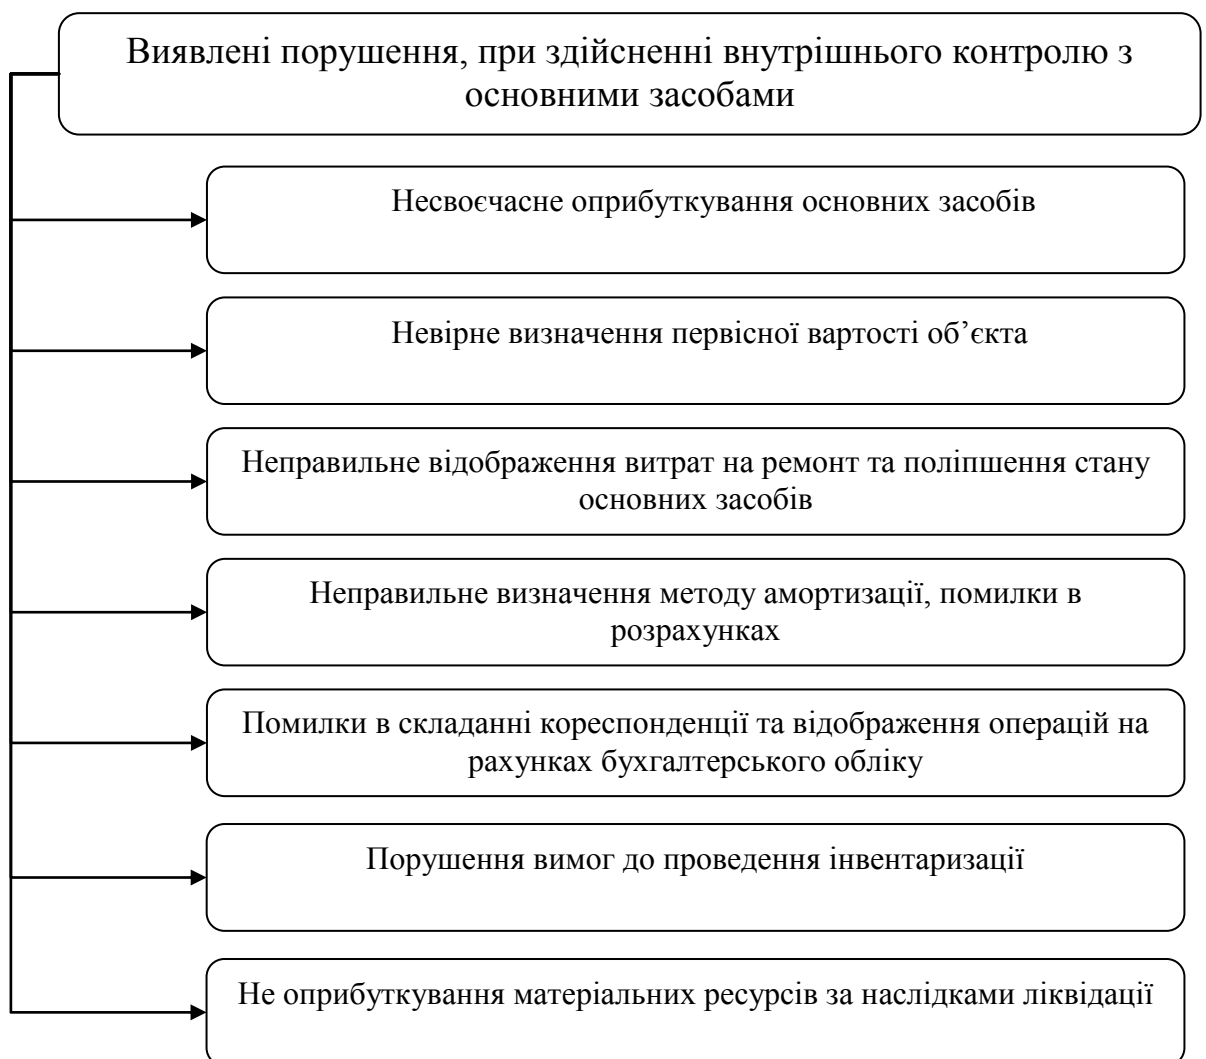 Виявлені порушення, при здійсненні внутрішнього контролю з
основними засобами
Несвоєчасне оприбуткування основних засобів
Невірне визначення первісної вартості об’єкта
Неправильне відображення витрат на ремонт та поліпшення стану
основних засобів
Неправильне визначення методу амортизації, помилки в
розрахунках
Помилки в складанні кореспонденції та відображення операцій на
рахунках бухгалтерського обліку
Порушення вимог до проведення інвентаризації
Не оприбуткування матеріальних ресурсів за наслідками ліквідації